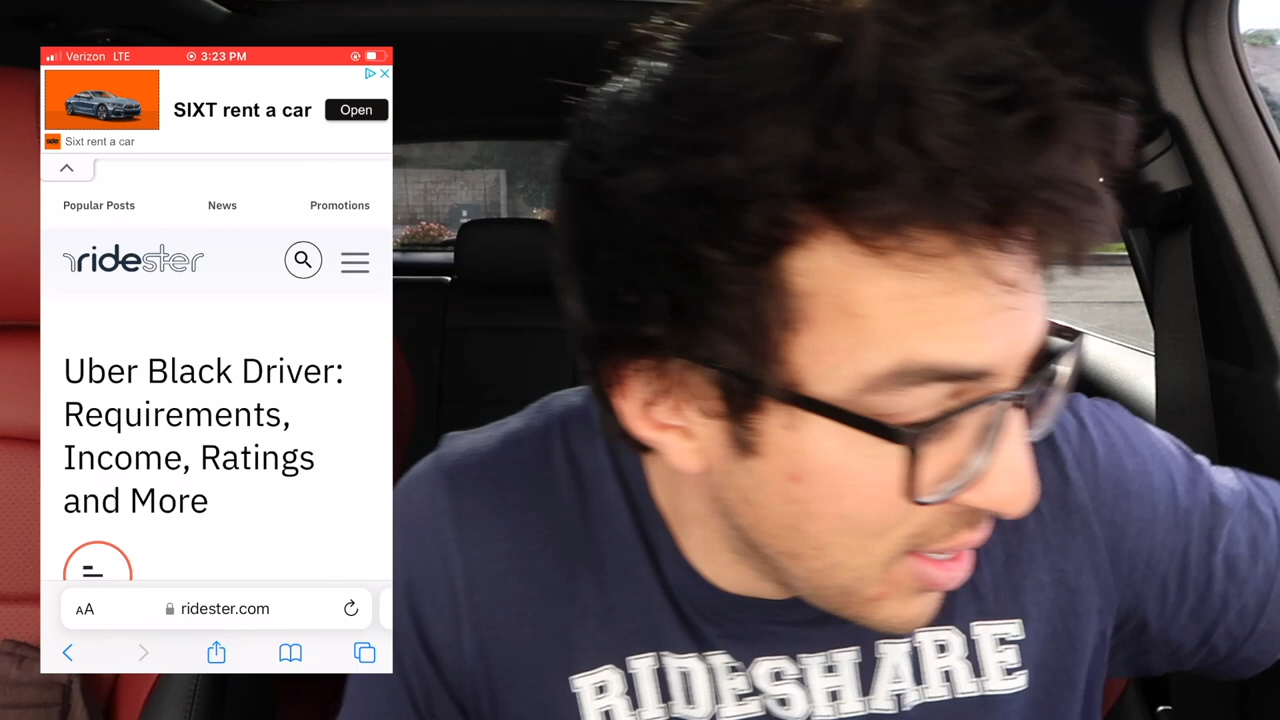 Verizon LTE 3:23 PM
SIXT rent a car Open
Sixt rent a car
Popular Posts News Promotions
ridester
Uber Black Driver:
Requirements,
Income, Ratings
and More
AA ridester.com
RIDESHARE